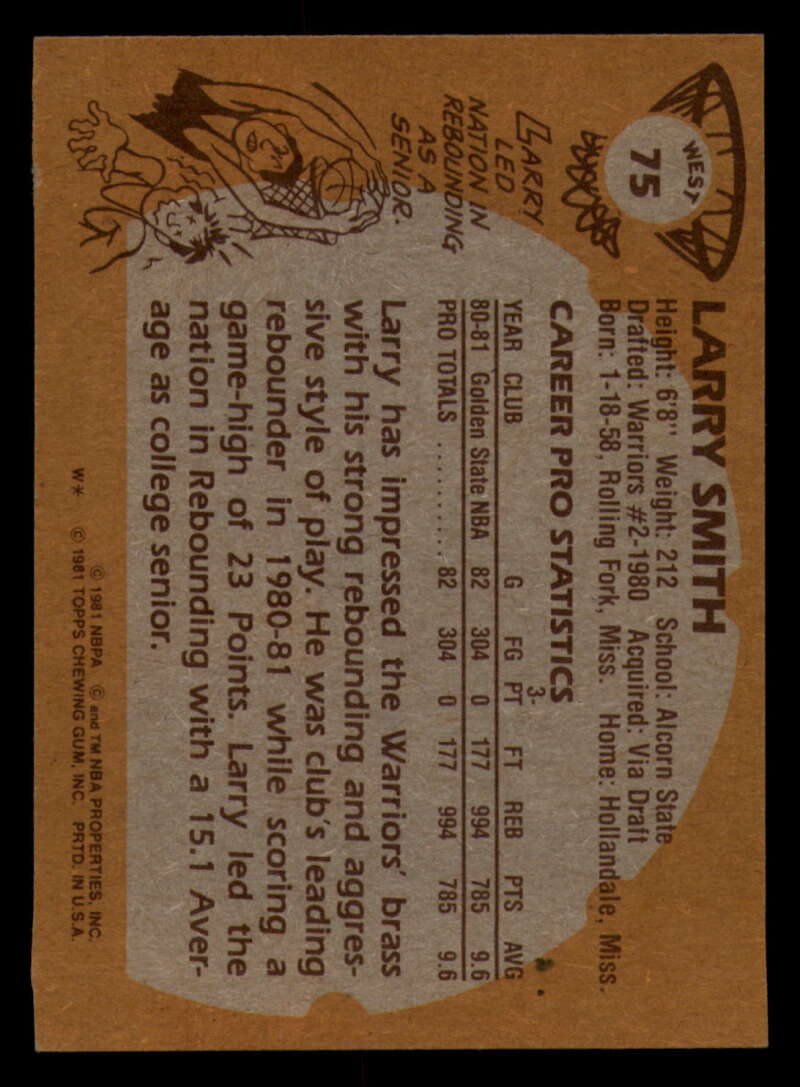 WEST
75
LARRY SMITH
Height: 6'8" Weight: 212 School: Alcorn State
Drafted: Warriors #2-1980 Acquired: Via Draft
Born: 1-18-58, Rolling Fork, Miss. Home: Hollandale, Miss.
CAREER PRO STATISTICS
3-
YEAR CLUB G FG PT FT REB PTS AVG
80-81 Golden State NBA 82 304 0 177 994 785 9.6
PRO TOTALS .......... 82 304 0 177 994 785 9.6
LARRY
LED
NATION IN
REBOUNDING
AS A
SENIOR.
Larry has impressed the Warriors' brass
with his strong rebounding and aggres-
sive style of play. He was club's leading
rebounder in 1980-81 while scoring a
game-high of 23 Points. Larry led the
nation in Rebounding with a 15.1 Aver-
age as college senior.
© 1981 NBPA © and TM NBA PROPERTIES, INC.
W* © 1981 TOPPS CHEWING GUM, INC. PRTD. IN U.S.A.